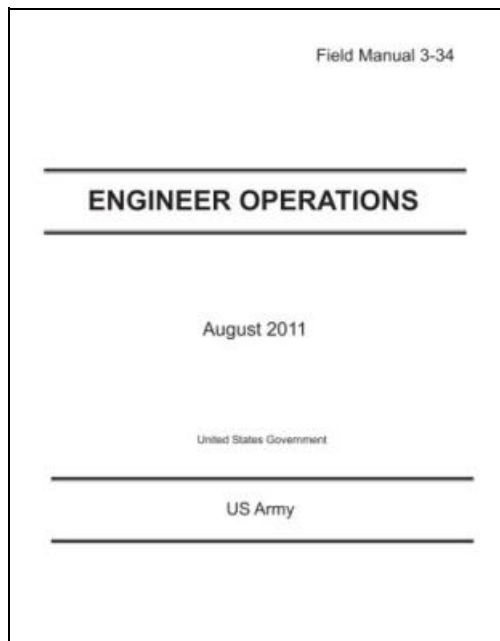 Field Manual 3-34
ENGINEER OPERATIONS
August 2011
United States Government
US Army